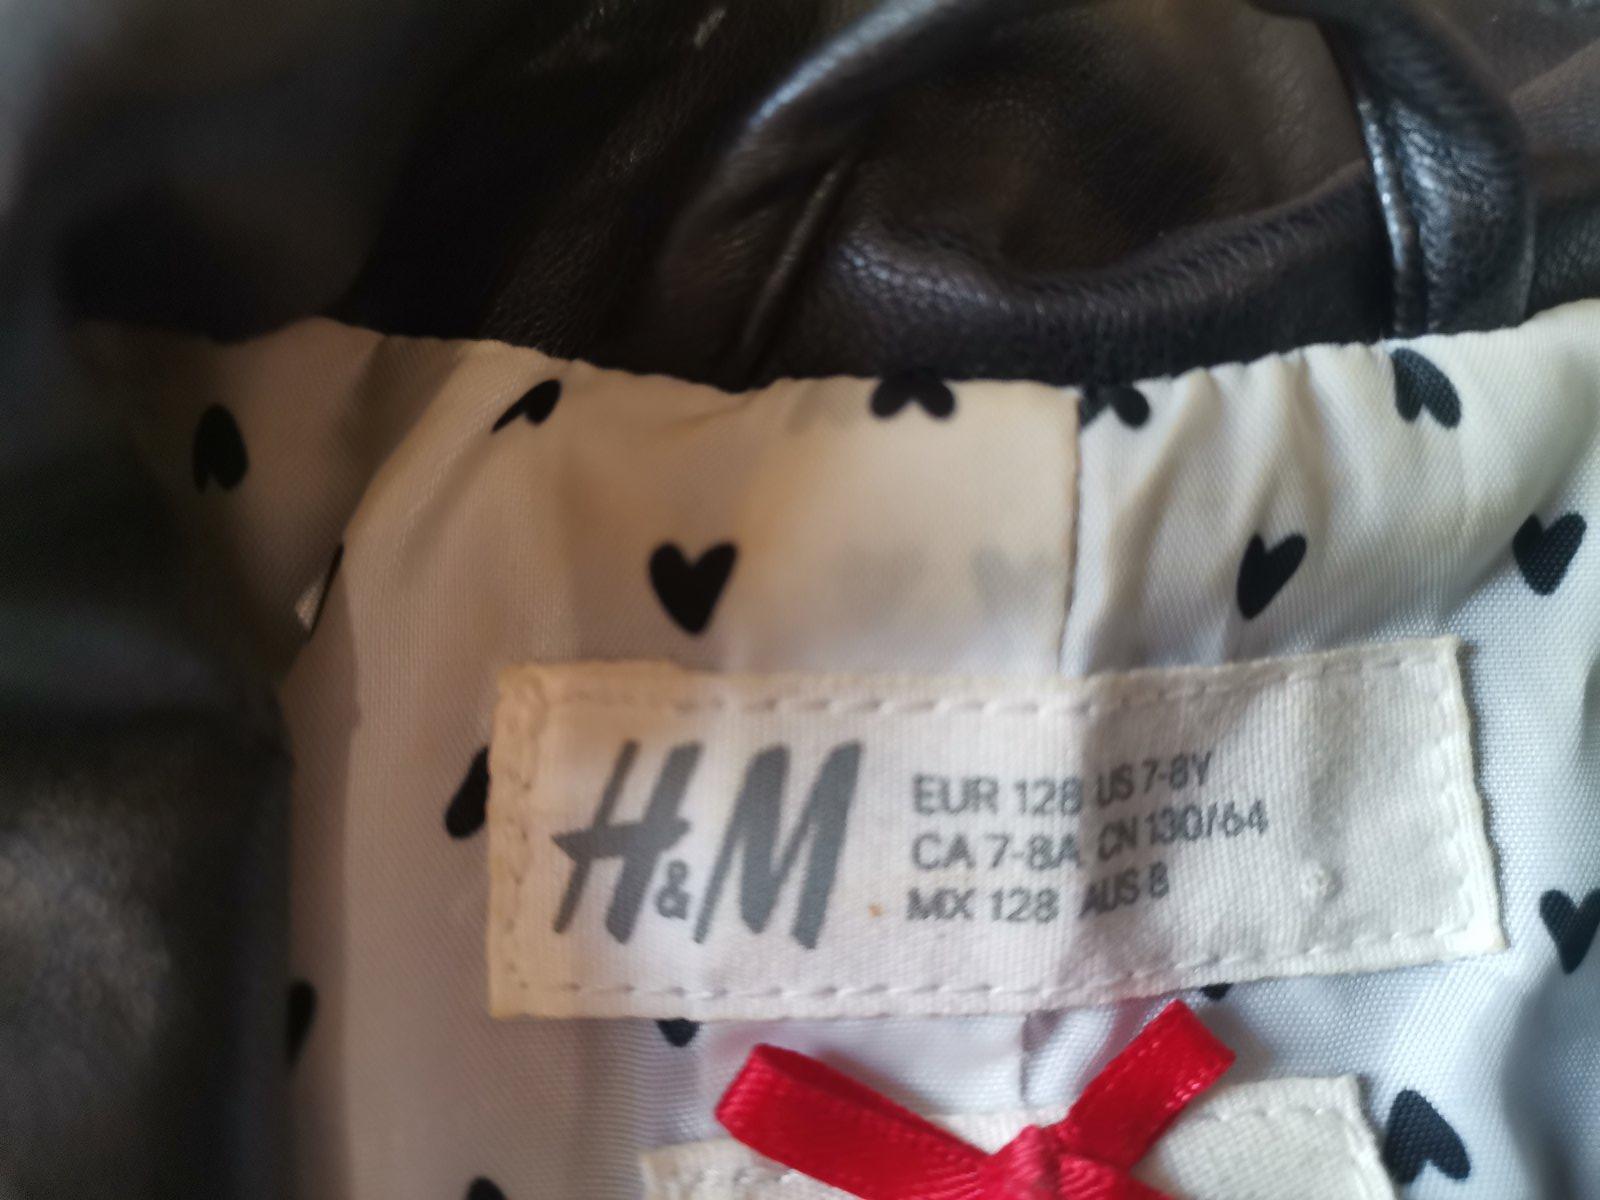 H&M
EUR 128 US 7-8Y
CA 7-8A CN 130/64
MX 128 AUS 8